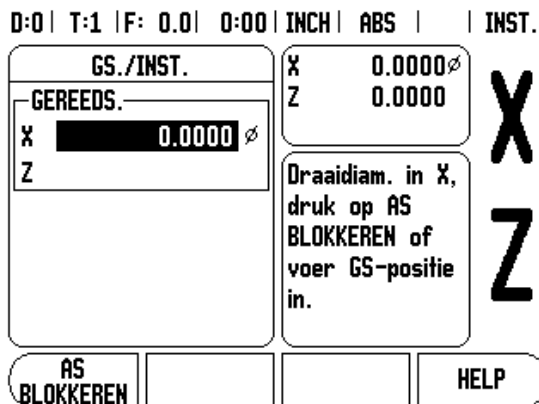 D:0 | T:1 | F: 0.0 | 0:00 | INCH | ABS | | INST.
GS./INST.
GEREEDS.
X 0.0000 ⌀
Z
X 0.0000⌀
Z 0.0000
Draaidiam. in X,
druk op AS
BLOKKEREN of
voer GS-positie
in.
X
Z
AS
BLOKKEREN
HELP